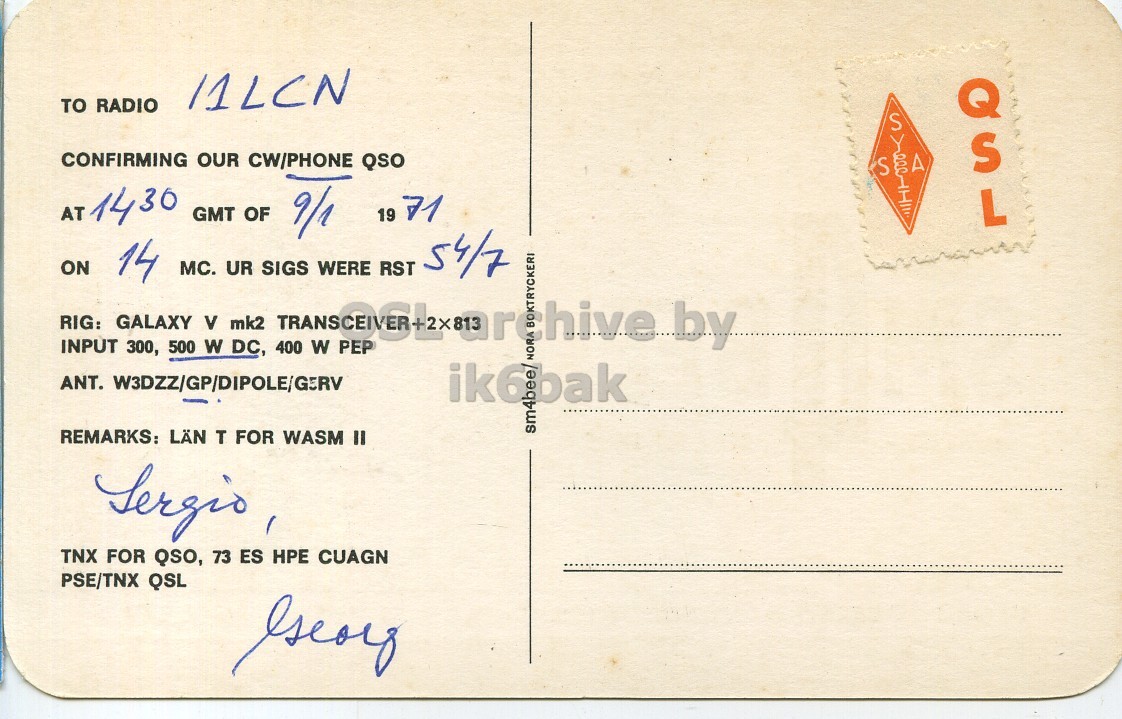 TO RADIO I1LCN
CONFIRMING OUR CW/PHONE QSO
AT 1430 GMT OF 9/1 1971
ON 14 MC. UR SIGS WERE RST 54/7
RIG: GALAXY V mk2 TRANSCEIVER+2×813
INPUT 300, 500 W DC, 400 W PEP
ANT. W3DZZ/GP/DIPOLE/G5RV
REMARKS: LÄN T FOR WASM II
Sergio,
TNX FOR QSO, 73 ES HPE CUAGN
PSE/TNX QSL
Georg
sm4bee/ NORA BOKTRYCKERI
QSL archive by
ik6bak
S
S A
QSL